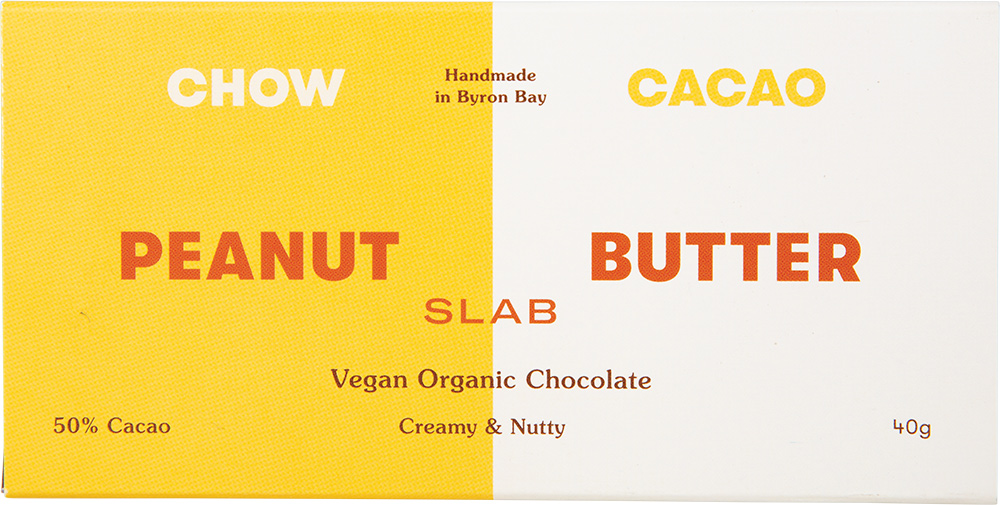 CHOW
Handmade
in Byron Bay
CACAO
PEANUT BUTTER
SLAB
Vegan Organic Chocolate
50% Cacao
Creamy & Nutty
40g